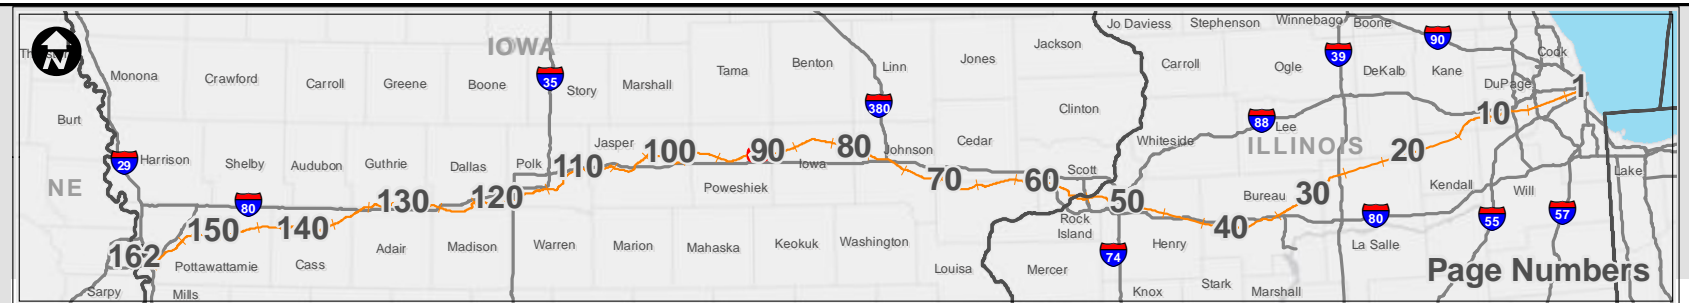 Jo Daviess Stephenson Winnebago Boone
IOWA
Jackson
Cook
90
39
Th
N
Monona
Crawford
Carroll
Greene
Boone
35
Story
Marshall
Tama
Benton
Linn
Jones
Carroll
Ogle
DeKalb
Kane
DuPage
1
380
Clinton
10
Burt
88
Lee
Whiteside
ILLINOIS
20
29
Harrison
Shelby
Audubon
Guthrie
Dallas
Polk
110
Jasper
100
90
Iowa
80
Johnson
Cedar
Scott
Lake
NE
80
130
120
Poweshiek
70
60
50
Bureau
30
Kendall
Will
162
150
140
Adair
Madison
Warren
Marion
Mahaska
Keokuk
Washington
Rock
Island
74
Henry
40
80
La Salle
55
57
Pottawattamie
Cass
Louisa
Mercer
Stark
Page Numbers
Sarpy
Mills
Knox
Marshall